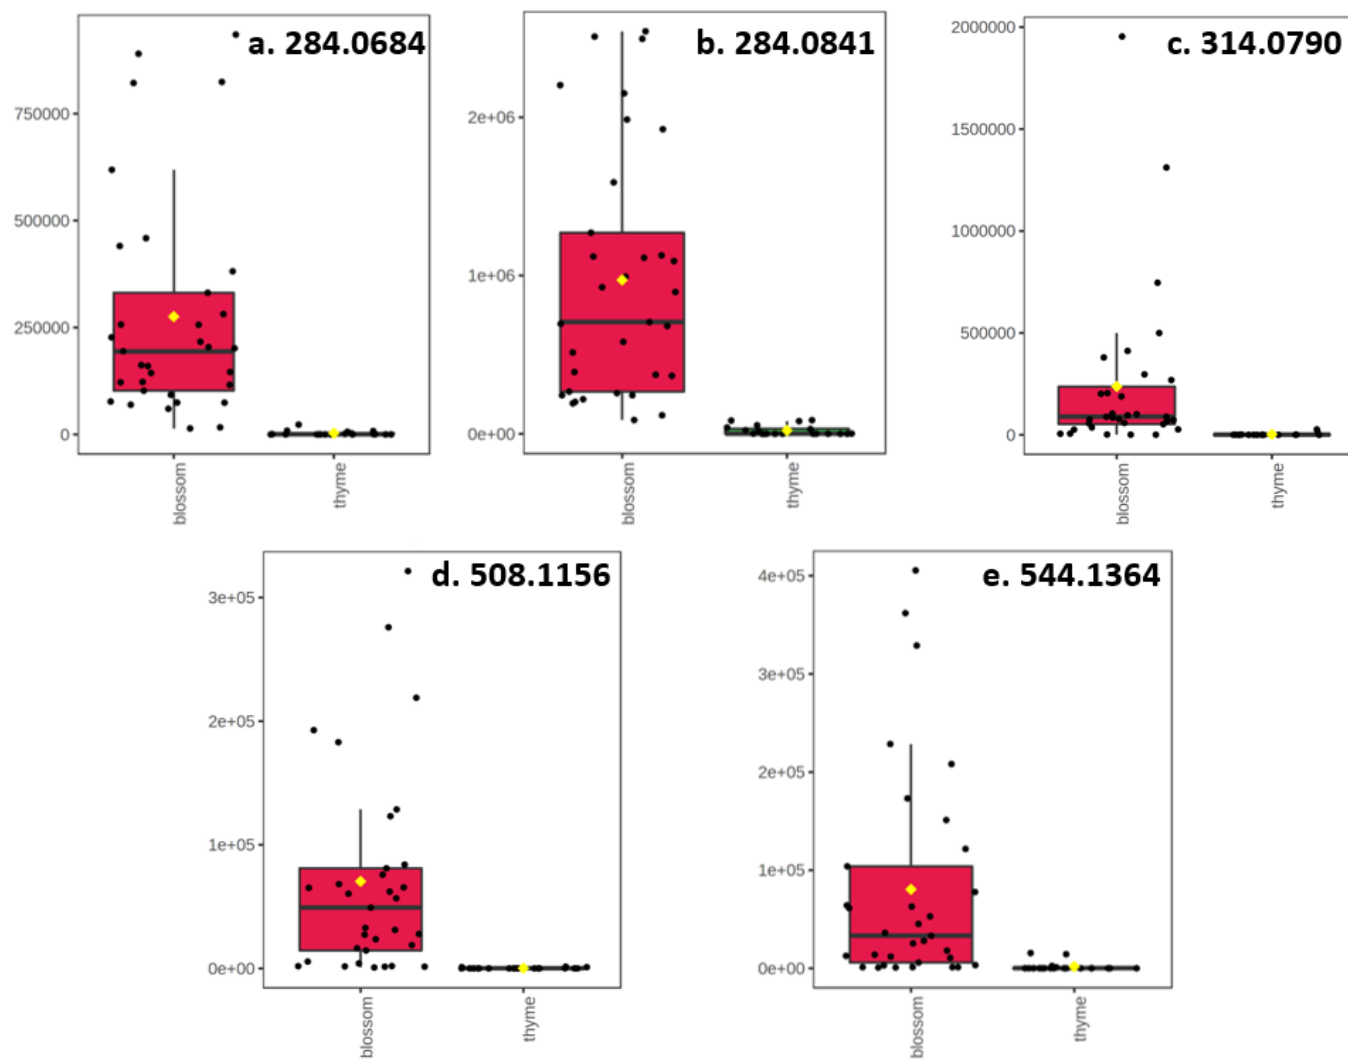 a. 284.0684
750000
500000
250000
0
blossom
thyme
b. 284.0841
2e+06
1e+06
0e+00
blossom
thyme
c. 314.0790
2000000
1500000
1000000
500000
0
blossom
thyme
d. 508.1156
3e+05
2e+05
1e+05
0e+00
blossom
thyme
e. 544.1364
4e+05
3e+05
2e+05
1e+05
0e+00
blossom
thyme